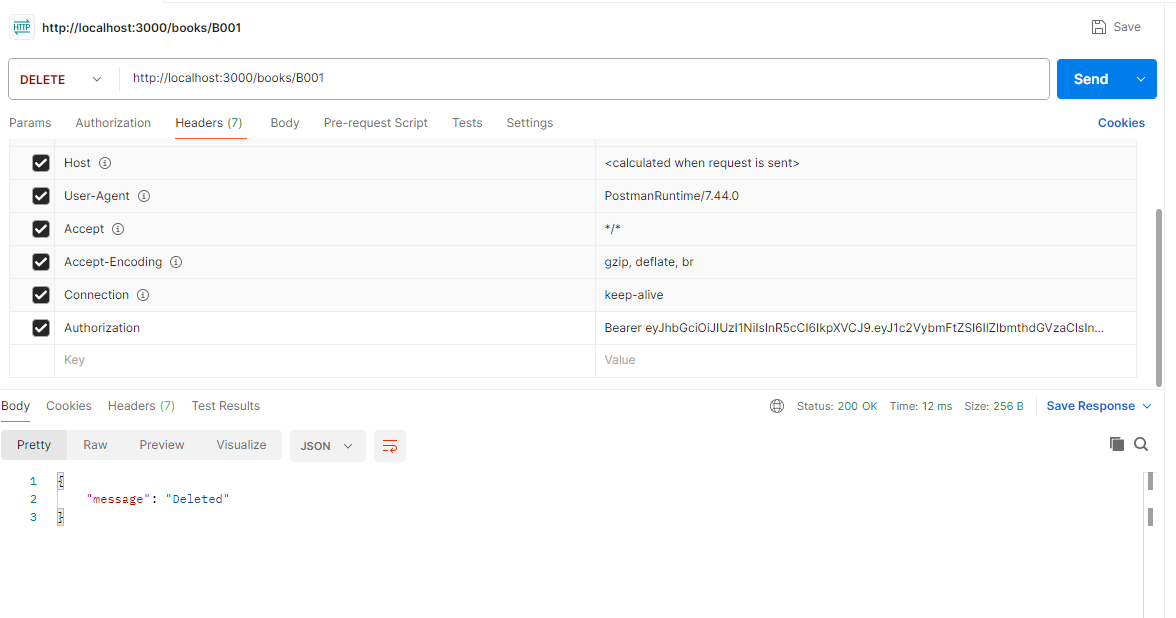 HTTP http://localhost:3000/books/B001 Save
DELETE http://localhost:3000/books/B001 Send
Params Authorization Headers (7) Body Pre-request Script Tests Settings Cookies
Host <calculated when request is sent>
User-Agent PostmanRuntime/7.44.0
Accept */*
Accept-Encoding gzip, deflate, br
Connection keep-alive
Authorization Bearer eyJhbGciOiJIUzI1NiIsInR5cCI6IkpXVCJ9.eyJ1c2VybmFtZSI6IlZlbmthdGVzaCIsIn...
Key Value
Body Cookies Headers (7) Test Results Status: 200 OK Time: 12 ms Size: 256 B Save Response
Pretty Raw Preview Visualize JSON
1 {
2 "message": "Deleted"
3 }